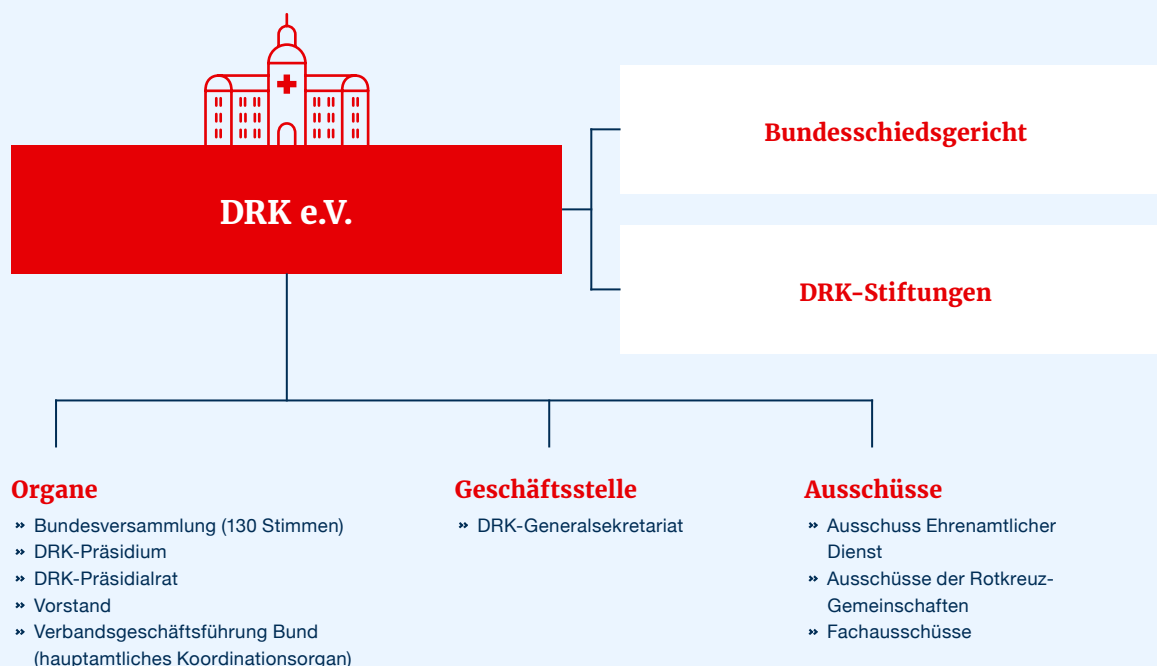 DRK e.V.
Bundesschiedsgericht
DRK-Stiftungen
Organe
» Bundesversammlung (130 Stimmen)
» DRK-Präsidium
» DRK-Präsidialrat
» Vorstand
» Verbandsgeschäftsführung Bund
(hauptamtliches Koordinationsorgan)
Geschäftsstelle
» DRK-Generalsekretariat
Ausschüsse
» Ausschuss Ehrenamtlicher
Dienst
» Ausschüsse der Rotkreuz-
Gemeinschaften
» Fachausschüsse